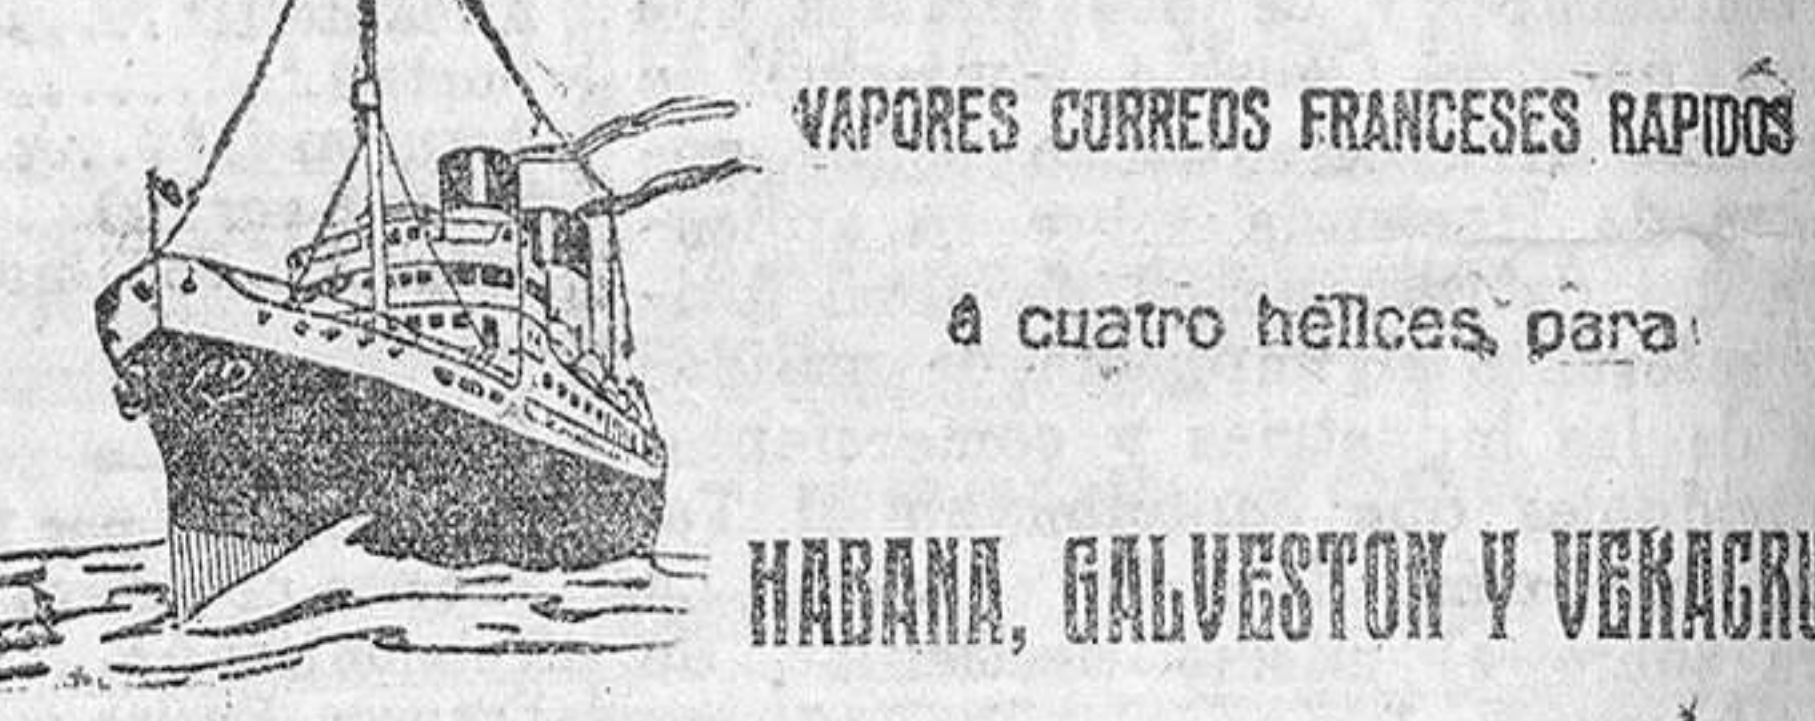 VAPORES CORREOS FRANCESES RAPIDOS
á cuatro hélices para
HABANA, GALVESTON Y VERACRU